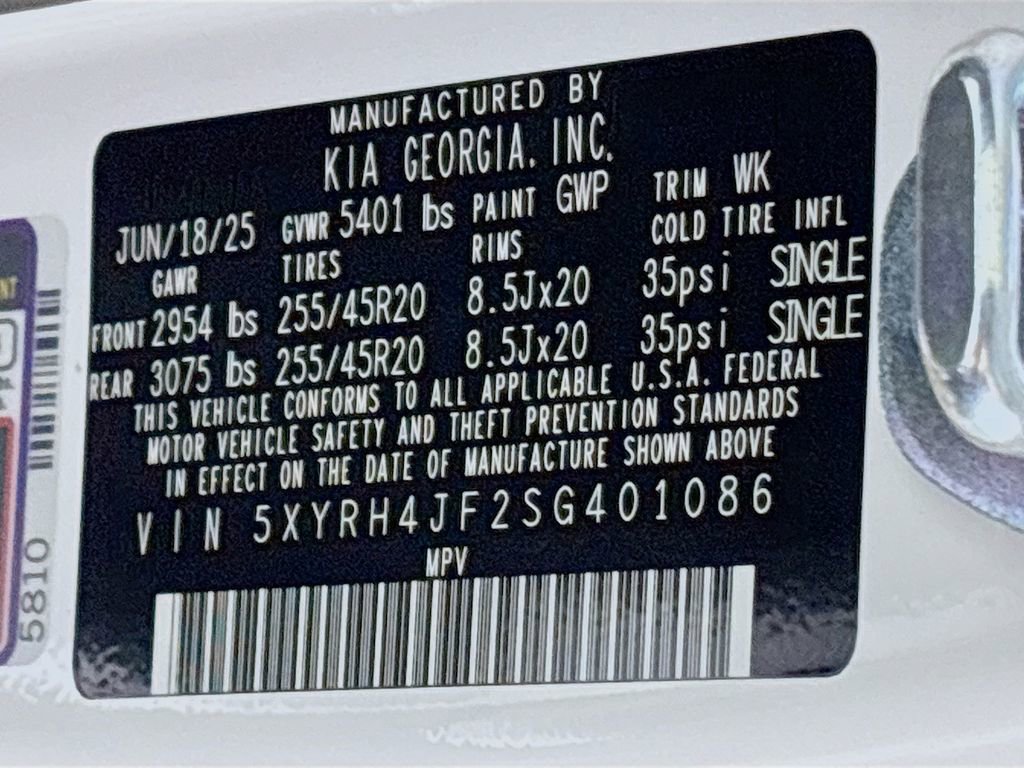 MANUFACTURED BY
KIA GEORGIA, INC.
JUN/18/25 GVWR 5401 lbs PAINT GWP TRIM WK
GAWR TIRES RIMS COLD TIRE INFL
FRONT 2954 lbs 255/45R20 8.5Jx20 35psi SINGLE
REAR 3075 lbs 255/45R20 8.5Jx20 35psi SINGLE
THIS VEHICLE CONFORMS TO ALL APPLICABLE U.S.A. FEDERAL
MOTOR VEHICLE SAFETY AND THEFT PREVENTION STANDARDS
IN EFFECT ON THE DATE OF MANUFACTURE SHOWN ABOVE
VIN 5XYRH4JF2SG401086
MPV
5810